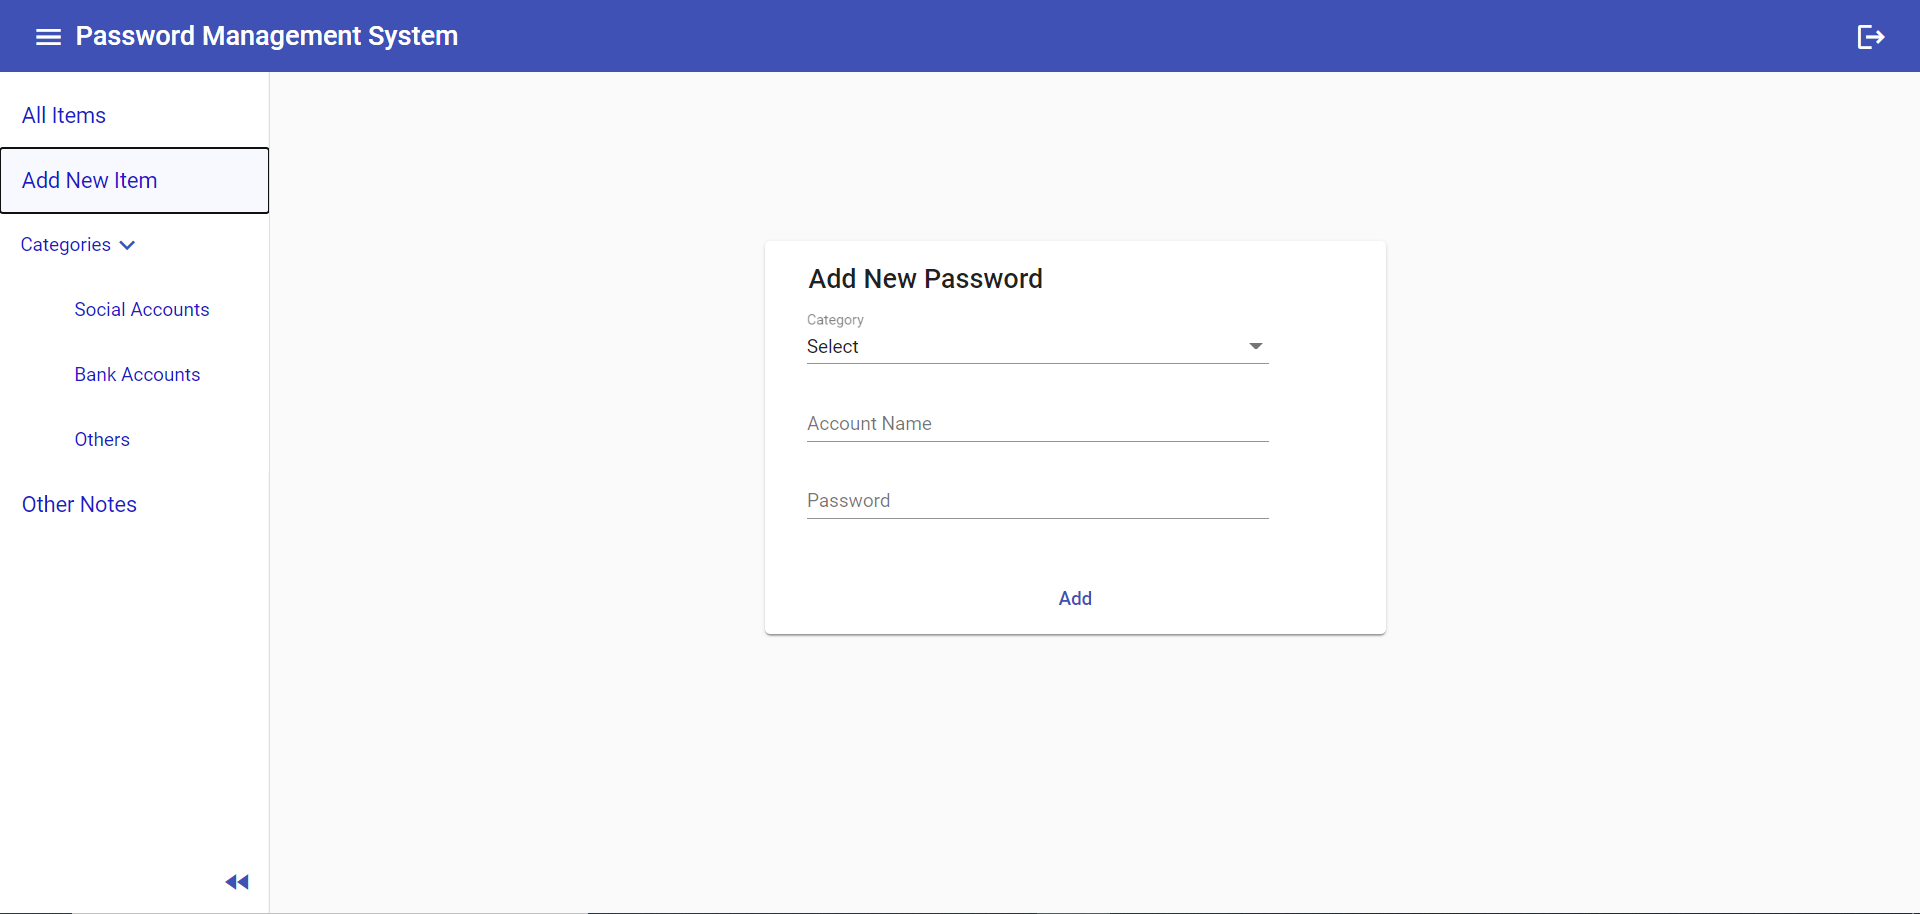 Password Management System
All Items
Add New Item
Categories
Social Accounts
Bank Accounts
Others
Other Notes
Add New Password
Category
Select
Account Name
Password
Add